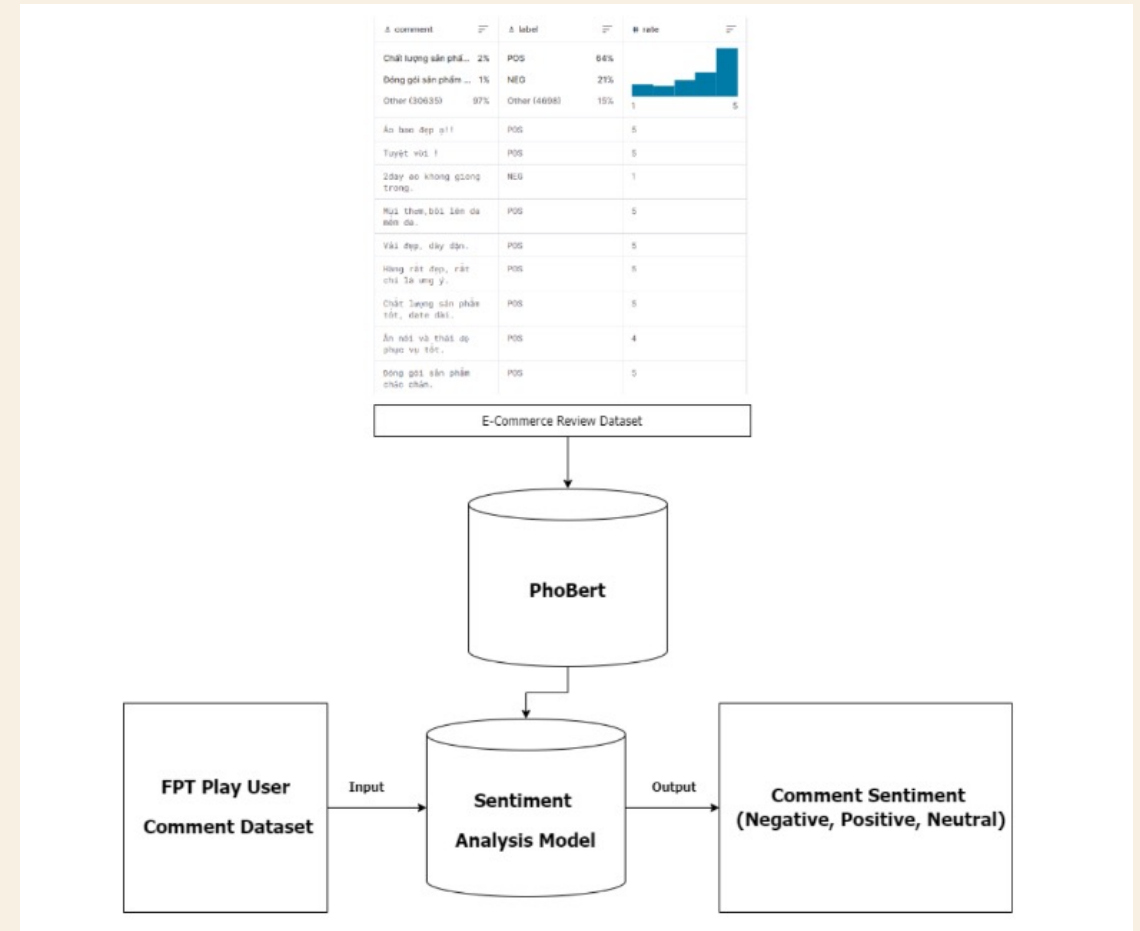 comment label # rate
Chất lượng sản phẩ... 2% POS 64%
Đóng gói sản phẩm ... 1% NEG 21%
Other (30635) 97% Other (4698) 15%
1 5
Áo bao đẹp ạ!! POS 5
Tuyệt vời ! POS 5
2day ao khong giong NEG 1
trong.
Mùi thơm,bôi lên da POS 5
mềm da.
Vải đẹp, dày dặn. POS 5
Hàng rất đẹp, rất POS 5
chi là ưng ý.
Chất lượng sản phẩm POS 5
tốt, date dài.
Ăn nói và thái độ POS 4
phục vụ tốt.
Đóng gói sản phẩm POS 5
chắc chắn.
E-Commerce Review Dataset
PhoBert
FPT Play User
Comment Dataset
Input
Sentiment
Analysis Model
Output
Comment Sentiment
(Negative, Positive, Neutral)